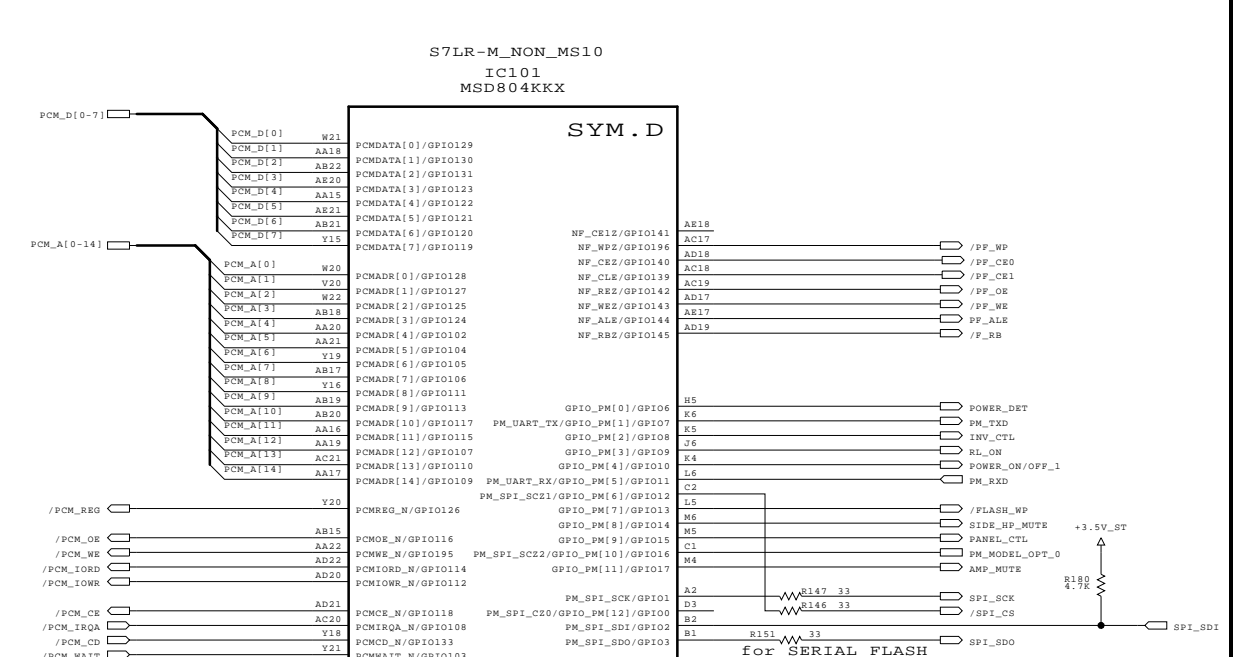 S7LR-M_NON_MS10
IC101
MSD804KKX
SYM.D
PCM_D[0-7]
PCM_D[0] W21 PCMDATA[0]/GPIO129
PCM_D[1] AA18 PCMDATA[1]/GPIO130
PCM_D[2] AB22 PCMDATA[2]/GPIO131
PCM_D[3] AE20 PCMDATA[3]/GPIO123
PCM_D[4] AA15 PCMDATA[4]/GPIO122
PCM_D[5] AE21 PCMDATA[5]/GPIO121
PCM_D[6] AB21 PCMDATA[6]/GPIO120
PCM_D[7] Y15 PCMDATA[7]/GPIO119
PCM_A[0-14]
PCM_A[0] W20 PCMADR[0]/GPIO128
PCM_A[1] V20 PCMADR[1]/GPIO127
PCM_A[2] W22 PCMADR[2]/GPIO125
PCM_A[3] AB18 PCMADR[3]/GPIO124
PCM_A[4] AA20 PCMADR[4]/GPIO102
PCM_A[5] AA21 PCMADR[5]/GPIO104
PCM_A[6] Y19 PCMADR[6]/GPIO105
PCM_A[7] AB17 PCMADR[7]/GPIO106
PCM_A[8] Y16 PCMADR[8]/GPIO111
PCM_A[9] AB19 PCMADR[9]/GPIO113
PCM_A[10] AB20 PCMADR[10]/GPIO117
PCM_A[11] AA16 PCMADR[11]/GPIO115
PCM_A[12] AA19 PCMADR[12]/GPIO107
PCM_A[13] AC21 PCMADR[13]/GPIO110
PCM_A[14] AA17 PCMADR[14]/GPIO109
/PCM_REG Y20 PCMREG_N/GPIO126
/PCM_OE AB15 PCMOE_N/GPIO116
/PCM_WE AA22 PCMWE_N/GPIO195
/PCM_IORD AD22 PCMIORD_N/GPIO114
/PCM_IOWR AD20 PCMIOWR_N/GPIO112
/PCM_CE AD21 PCMCE_N/GPIO118
/PCM_IRQA AC20 PCMIRQA_N/GPIO108
/PCM_CD Y18 PCMCD_N/GPIO133
/PCM_WAIT Y21 PCMWAIT_N/GPIO103
NF_CE1Z/GPIO141 AE18
NF_WPZ/GPIO196 AC17 /PF_WP
NF_CEZ/GPIO140 AD18 /PF_CE0
NF_CLE/GPIO139 AC18 /PF_CE1
NF_REZ/GPIO142 AC19 /PF_OE
NF_WEZ/GPIO143 AD17 /PF_WE
NF_ALE/GPIO144 AE17 PF_ALE
NF_RBZ/GPIO145 AD19 /F_RB
GPIO_PM[0]/GPIO6 H5 POWER_DET
PM_UART_TX/GPIO_PM[1]/GPIO7 K6 PM_TXD
GPIO_PM[2]/GPIO8 K5 INV_CTL
GPIO_PM[3]/GPIO9 J6 RL_ON
GPIO_PM[4]/GPIO10 K4 POWER_ON/OFF_1
PM_UART_RX/GPIO_PM[5]/GPIO11 L6 PM_RXD
PM_SPI_SCZ1/GPIO_PM[6]/GPIO12 C2
GPIO_PM[7]/GPIO13 L5 /FLASH_WP
GPIO_PM[8]/GPIO14 M6 SIDE_HP_MUTE
GPIO_PM[9]/GPIO15 M5 PANEL_CTL
PM_SPI_SCZ2/GPIO_PM[10]/GPIO16 C1 PM_MODEL_OPT_0
GPIO_PM[11]/GPIO17 M4 AMP_MUTE
+3.5V_ST
R180
4.7K
PM_SPI_SCK/GPIO1 A2 R147 33 SPI_SCK
PM_SPI_CZ0/GPIO_PM[12]/GPIO0 D3 R146 33 /SPI_CS
PM_SPI_SDI/GPIO2 B2 SPI_SDI
PM_SPI_SDO/GPIO3 B1 R151 33 SPI_SDO
for SERIAL FLASH